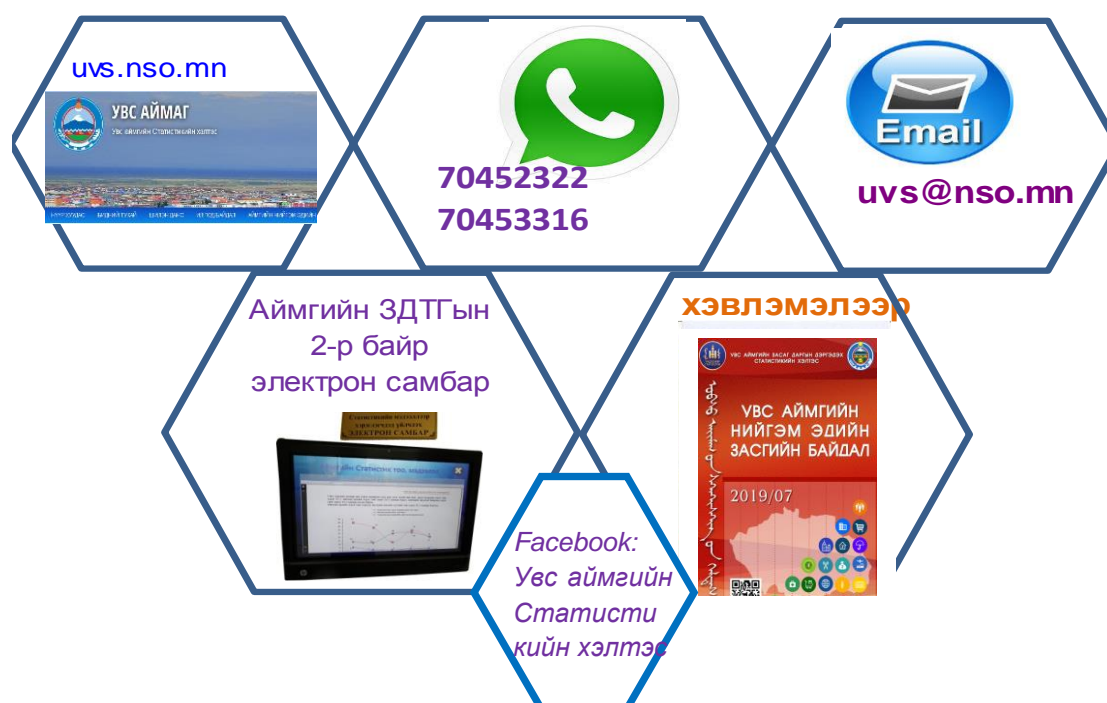 uvs.nso.mn
УВС АЙМАГ
Увс аймгийн Статистикийн хэлтэс
70452322
70453316
Email
uvs@nso.mn
Аймгийн ЗДТГын
2-р байр
электрон самбар
ЭЛЕКТРОН САМБАР
хэвлэмэлээр
УВС АЙМГИЙН ЗАСАГ ДАРГЫН ДЭРГЭДЭХ
СТАТИСТИКИЙН ХЭЛТЭС
УВС АЙМГИЙН
НИЙГЭМ ЭДИЙН
ЗАСГИЙН БАЙДАЛ
2019/07
Facebook:
Увс аймгийн
Статисти
кийн хэлтэс